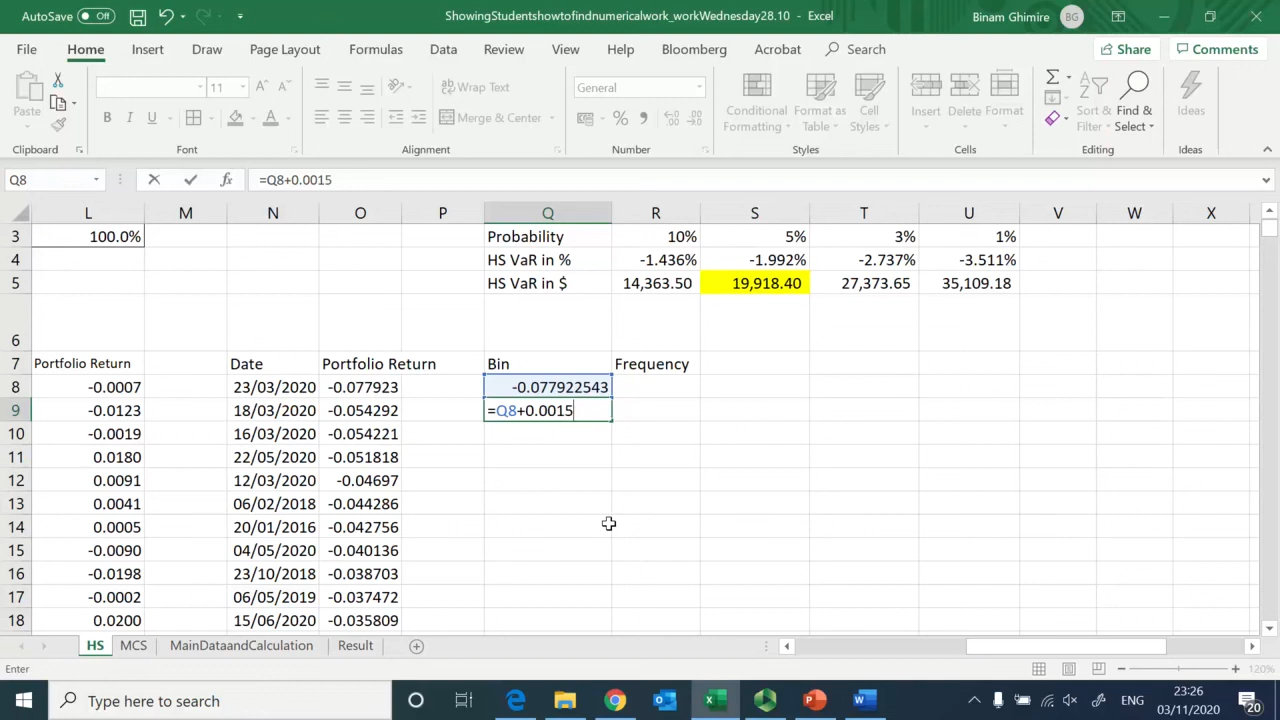 AutoSave Off ShowingStudentshowtofindnumericalwork_workWednesday28.10 - Excel Binam Ghimire BG
File Home Insert Draw Page Layout Formulas Data Review View Help Bloomberg Acrobat Search Share Comments
Paste 11 Wrap Text General Conditional Formatting Format as Table Cell Styles Insert Delete Format Sort & Filter Find & Select Ideas
B I U Merge & Center
Clipboard Font Alignment Number Styles Cells Editing Ideas
Q8 =Q8+0.0015
L M N O P Q R S T U V W X
3 100.0% Probability 10% 5% 3% 1%
4 HS VaR in % -1.436% -1.992% -2.737% -3.511%
5 HS VaR in $ 14,363.50 19,918.40 27,373.65 35,109.18
6
7 Portfolio Return Date Portfolio Return Bin Frequency
8 -0.0007 23/03/2020 -0.077923 -0.077922543
9 -0.0123 18/03/2020 -0.054292 =Q8+0.0015
10 -0.0019 16/03/2020 -0.054221
11 0.0180 22/05/2020 -0.051818
12 0.0091 12/03/2020 -0.04697
13 0.0041 06/02/2018 -0.044286
14 0.0005 20/01/2016 -0.042756
15 -0.0090 04/05/2020 -0.040136
16 -0.0198 23/10/2018 -0.038703
17 -0.0002 06/05/2019 -0.037472
18 0.0200 15/06/2020 -0.035809
HS MCS MainDataandCalculation Result
Enter 120%
Type here to search ENG 23:26
03/11/2020 20